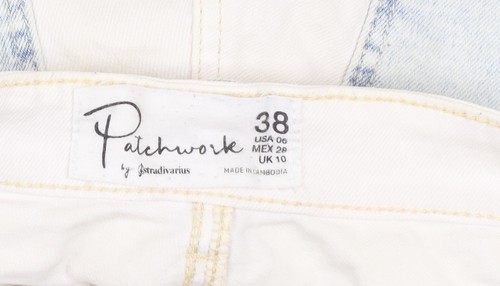 Patchwork
by stradivarius
38
USA 06
MEX 28
UK 10
MADE IN CAMBODIA